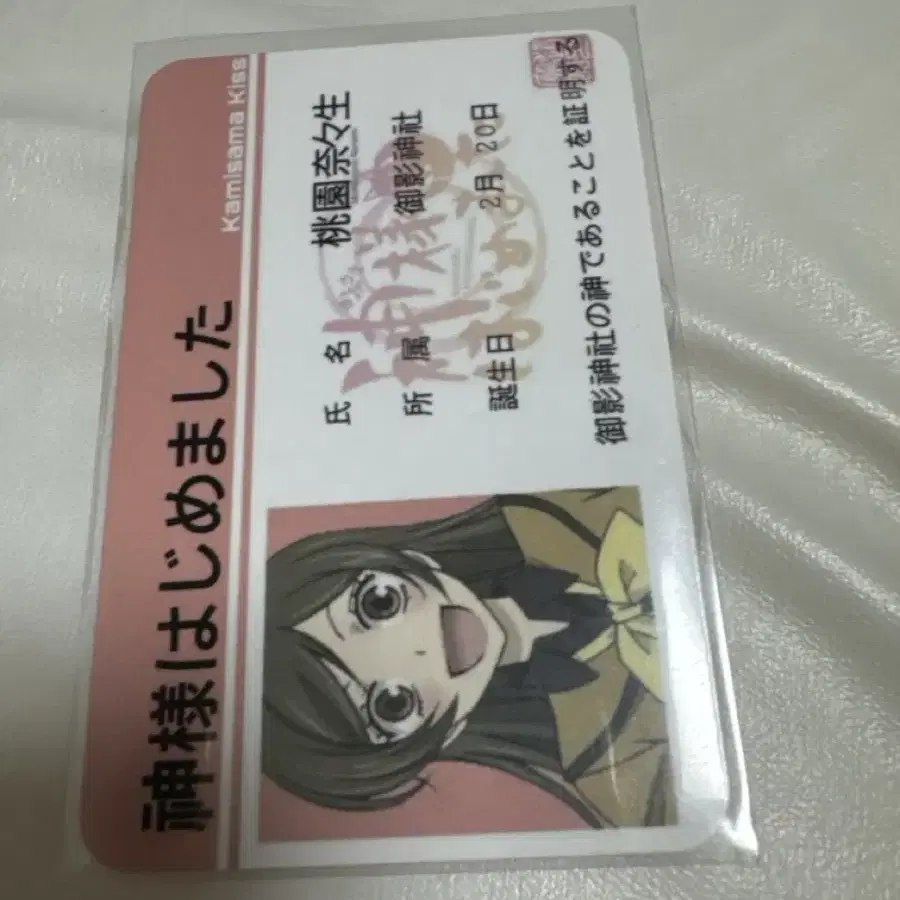 神様はじめました
Kamisama Kiss
氏 名 桃園奈々生
所 属 御影神社
誕生日 2月 20日
御影神社の神であることを証明する